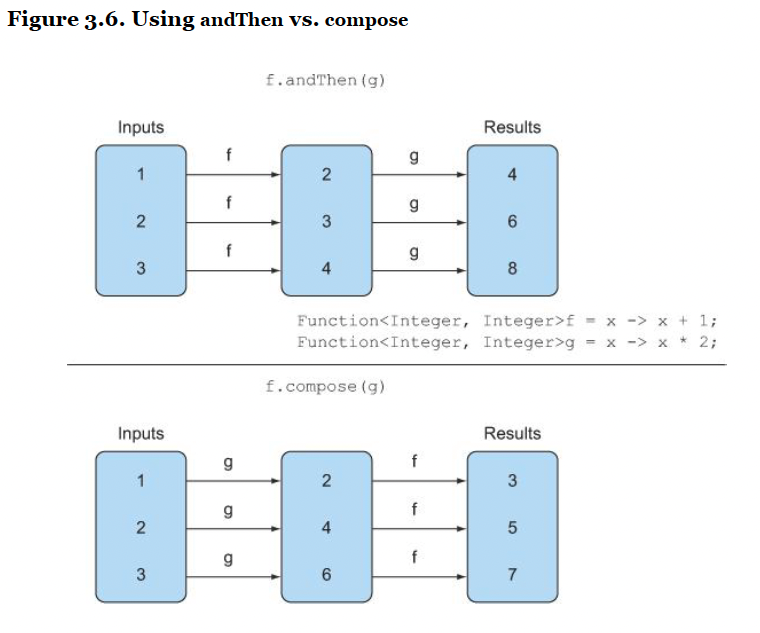 Figure 3.6. Using andThen vs. compose
f.andThen(g)
Inputs
Results
f
g
1
2
4
f
g
2
3
6
f
g
3
4
8
Function<Integer, Integer>f = x -> x + 1;
Function<Integer, Integer>g = x -> x * 2;
f.compose(g)
Inputs
Results
g
f
1
2
3
g
f
2
4
5
g
f
3
6
7